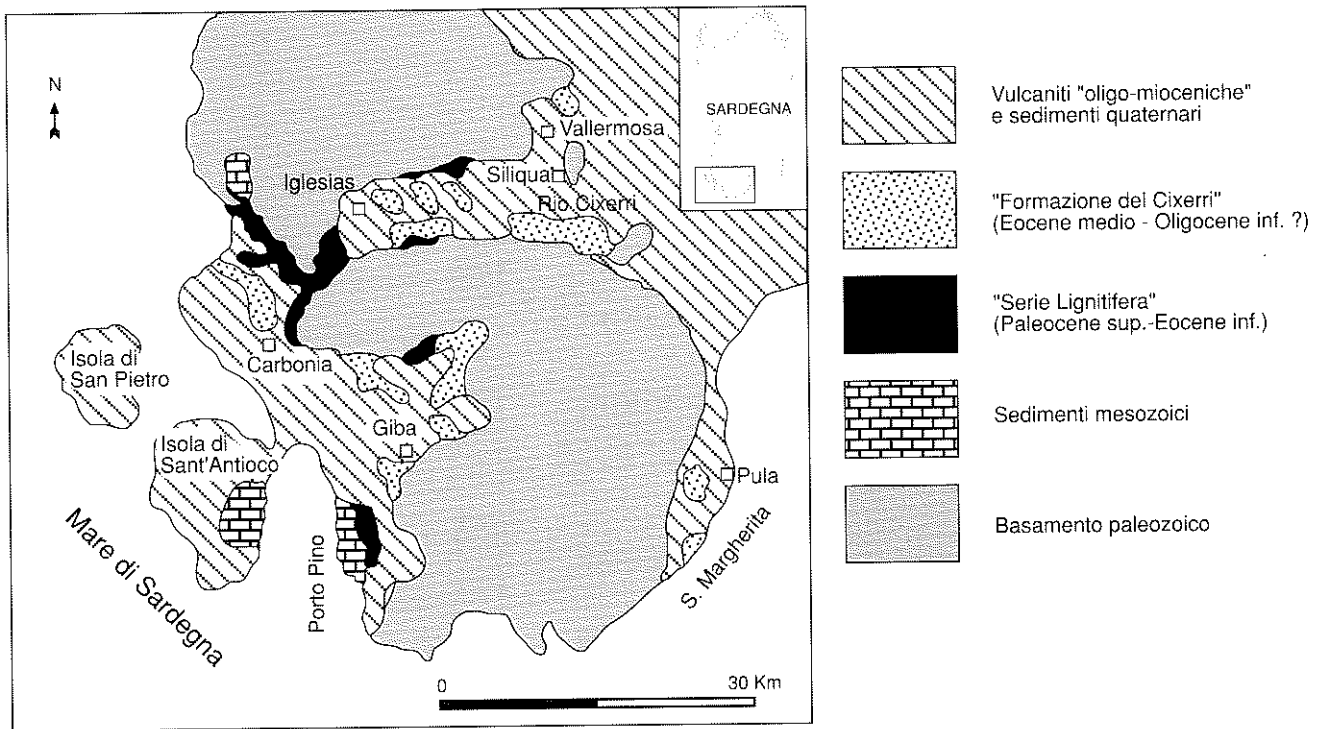 N
SARDEGNA
Vallermosa
Iglesias
Siliqua
Rio Cixerri
Isola di
San Pietro
Carbonia
Giba
Isola di
Sant'Antioco
Pula
Mare di Sardegna
Porto Pino
S. Margherita
0
30 Km
Vulcaniti "oligo-mioceniche"
e sedimenti quaternari
"Formazione del Cixerri"
(Eocene medio - Oligocene inf. ?)
"Serie Lignitifera"
(Paleocene sup.-Eocene inf.)
Sedimenti mesozoici
Basamento paleozoico